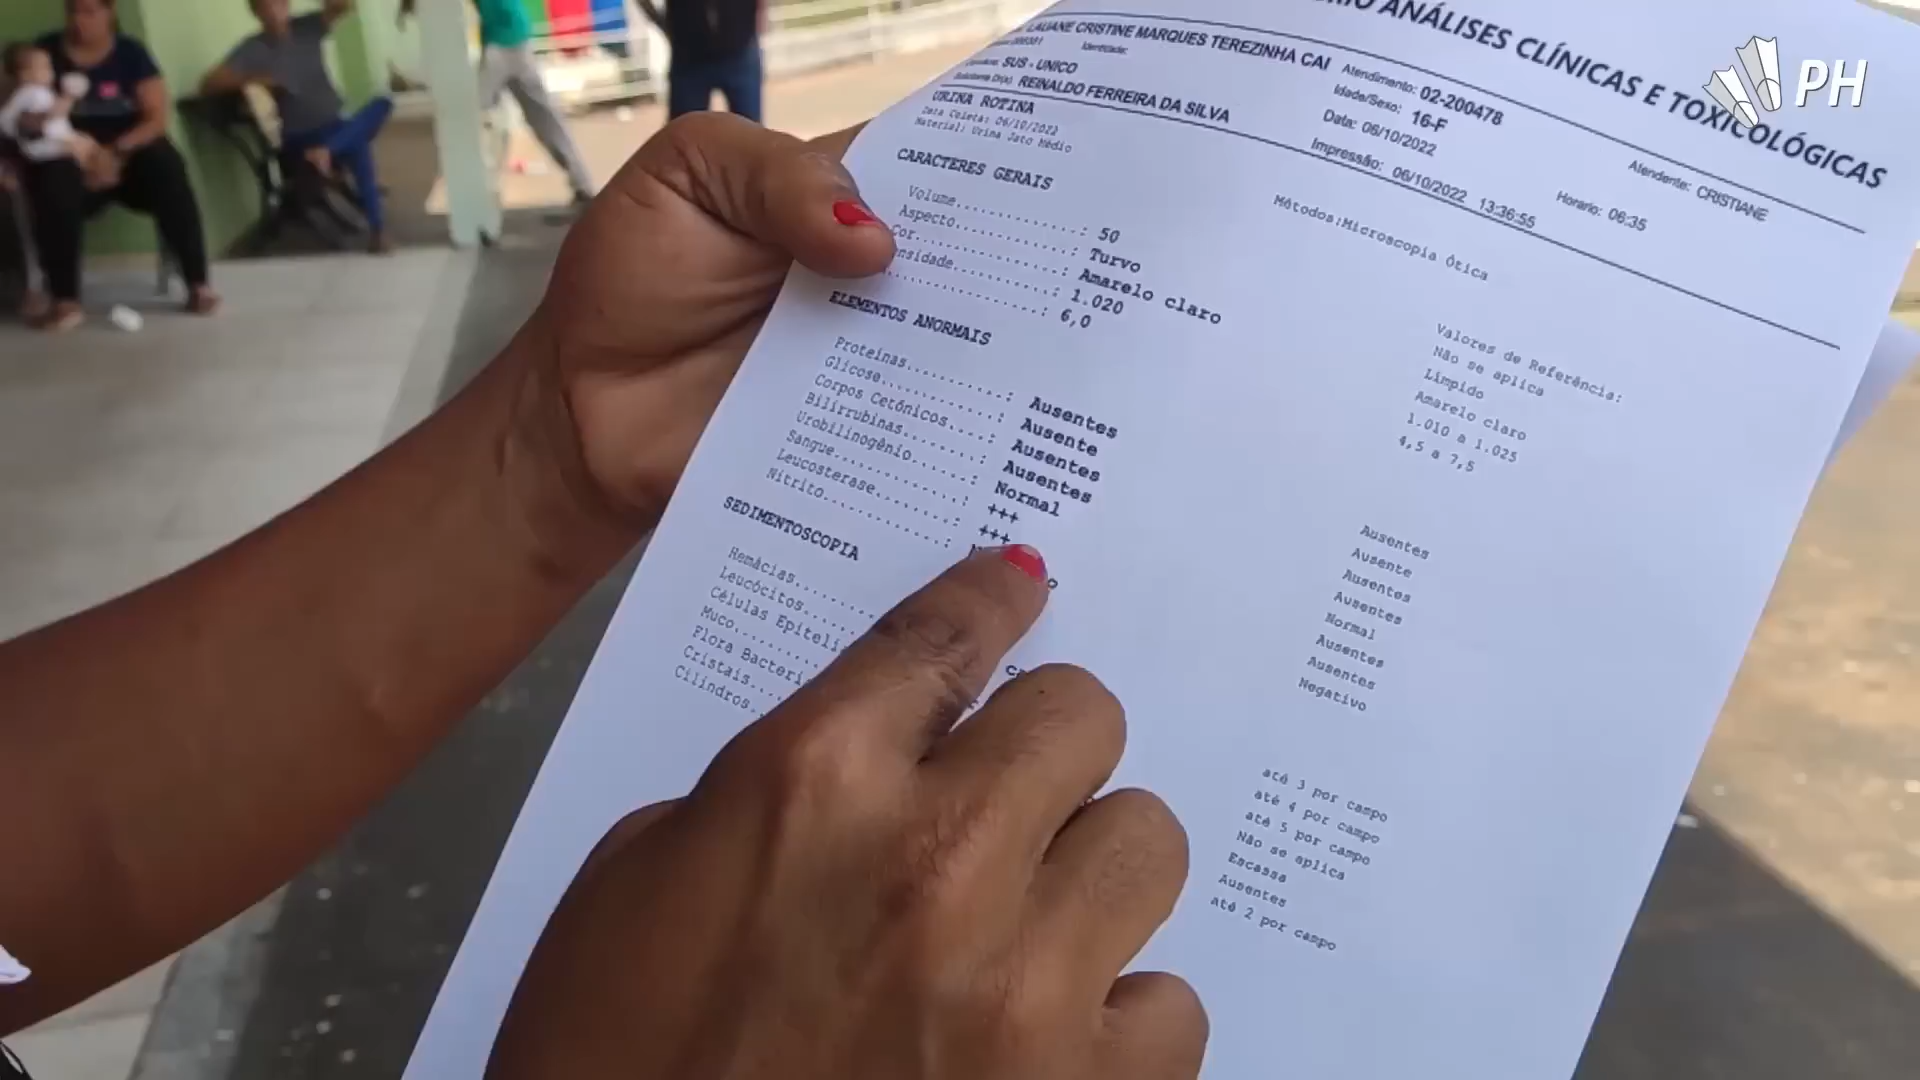 ANÁLISES CLÍNICAS E TOXICOLÓGICAS
PH
CRISTINE MARQUES TEREZINHA CAI
Identidade:
SUS - UNICO
REINALDO FERREIRA DA SILVA
Atendimento: 02-200478
Idade/Sexo: 16-F
Data: 06/10/2022
Impressão: 06/10/2022 13:36:55
Atendente: CRISTIANE
Horario: 06:35
URINA ROTINA
Data Coleta: 06/10/2022
Material: Urina Jato Médio
Métodos:Microscopia Ótica
CARACTERES GERAIS
Valores de Referência:
Volume..............: 50 Não se aplica
Aspecto.............: Turvo Límpido
Cor.................: Amarelo claro Amarelo claro
nsidade..........: 1.020 1.010 a 1.025
................: 6,0 4,5 a 7,5
ELEMENTOS ANORMAIS
Proteínas...........: Ausentes Ausentes
Glicose.............: Ausente Ausente
Corpos Cetônicos....: Ausentes Ausentes
Bilirrubinas........: Ausentes Ausentes
Urobilinogênio......: Normal Normal
Sangue..............: +++ Ausentes
Leucosterase........: +++ Ausentes
Nitrito.............: Negativo
SEDIMENTOSCOPIA
Hemácias......... até 3 por campo
Leucócitos....... até 4 por campo
Células Epiteli até 5 por campo
Muco........... Não se aplica
Flora Bacteri Escassa
Cristais.... Ausentes
Cilindros.. até 2 por campo